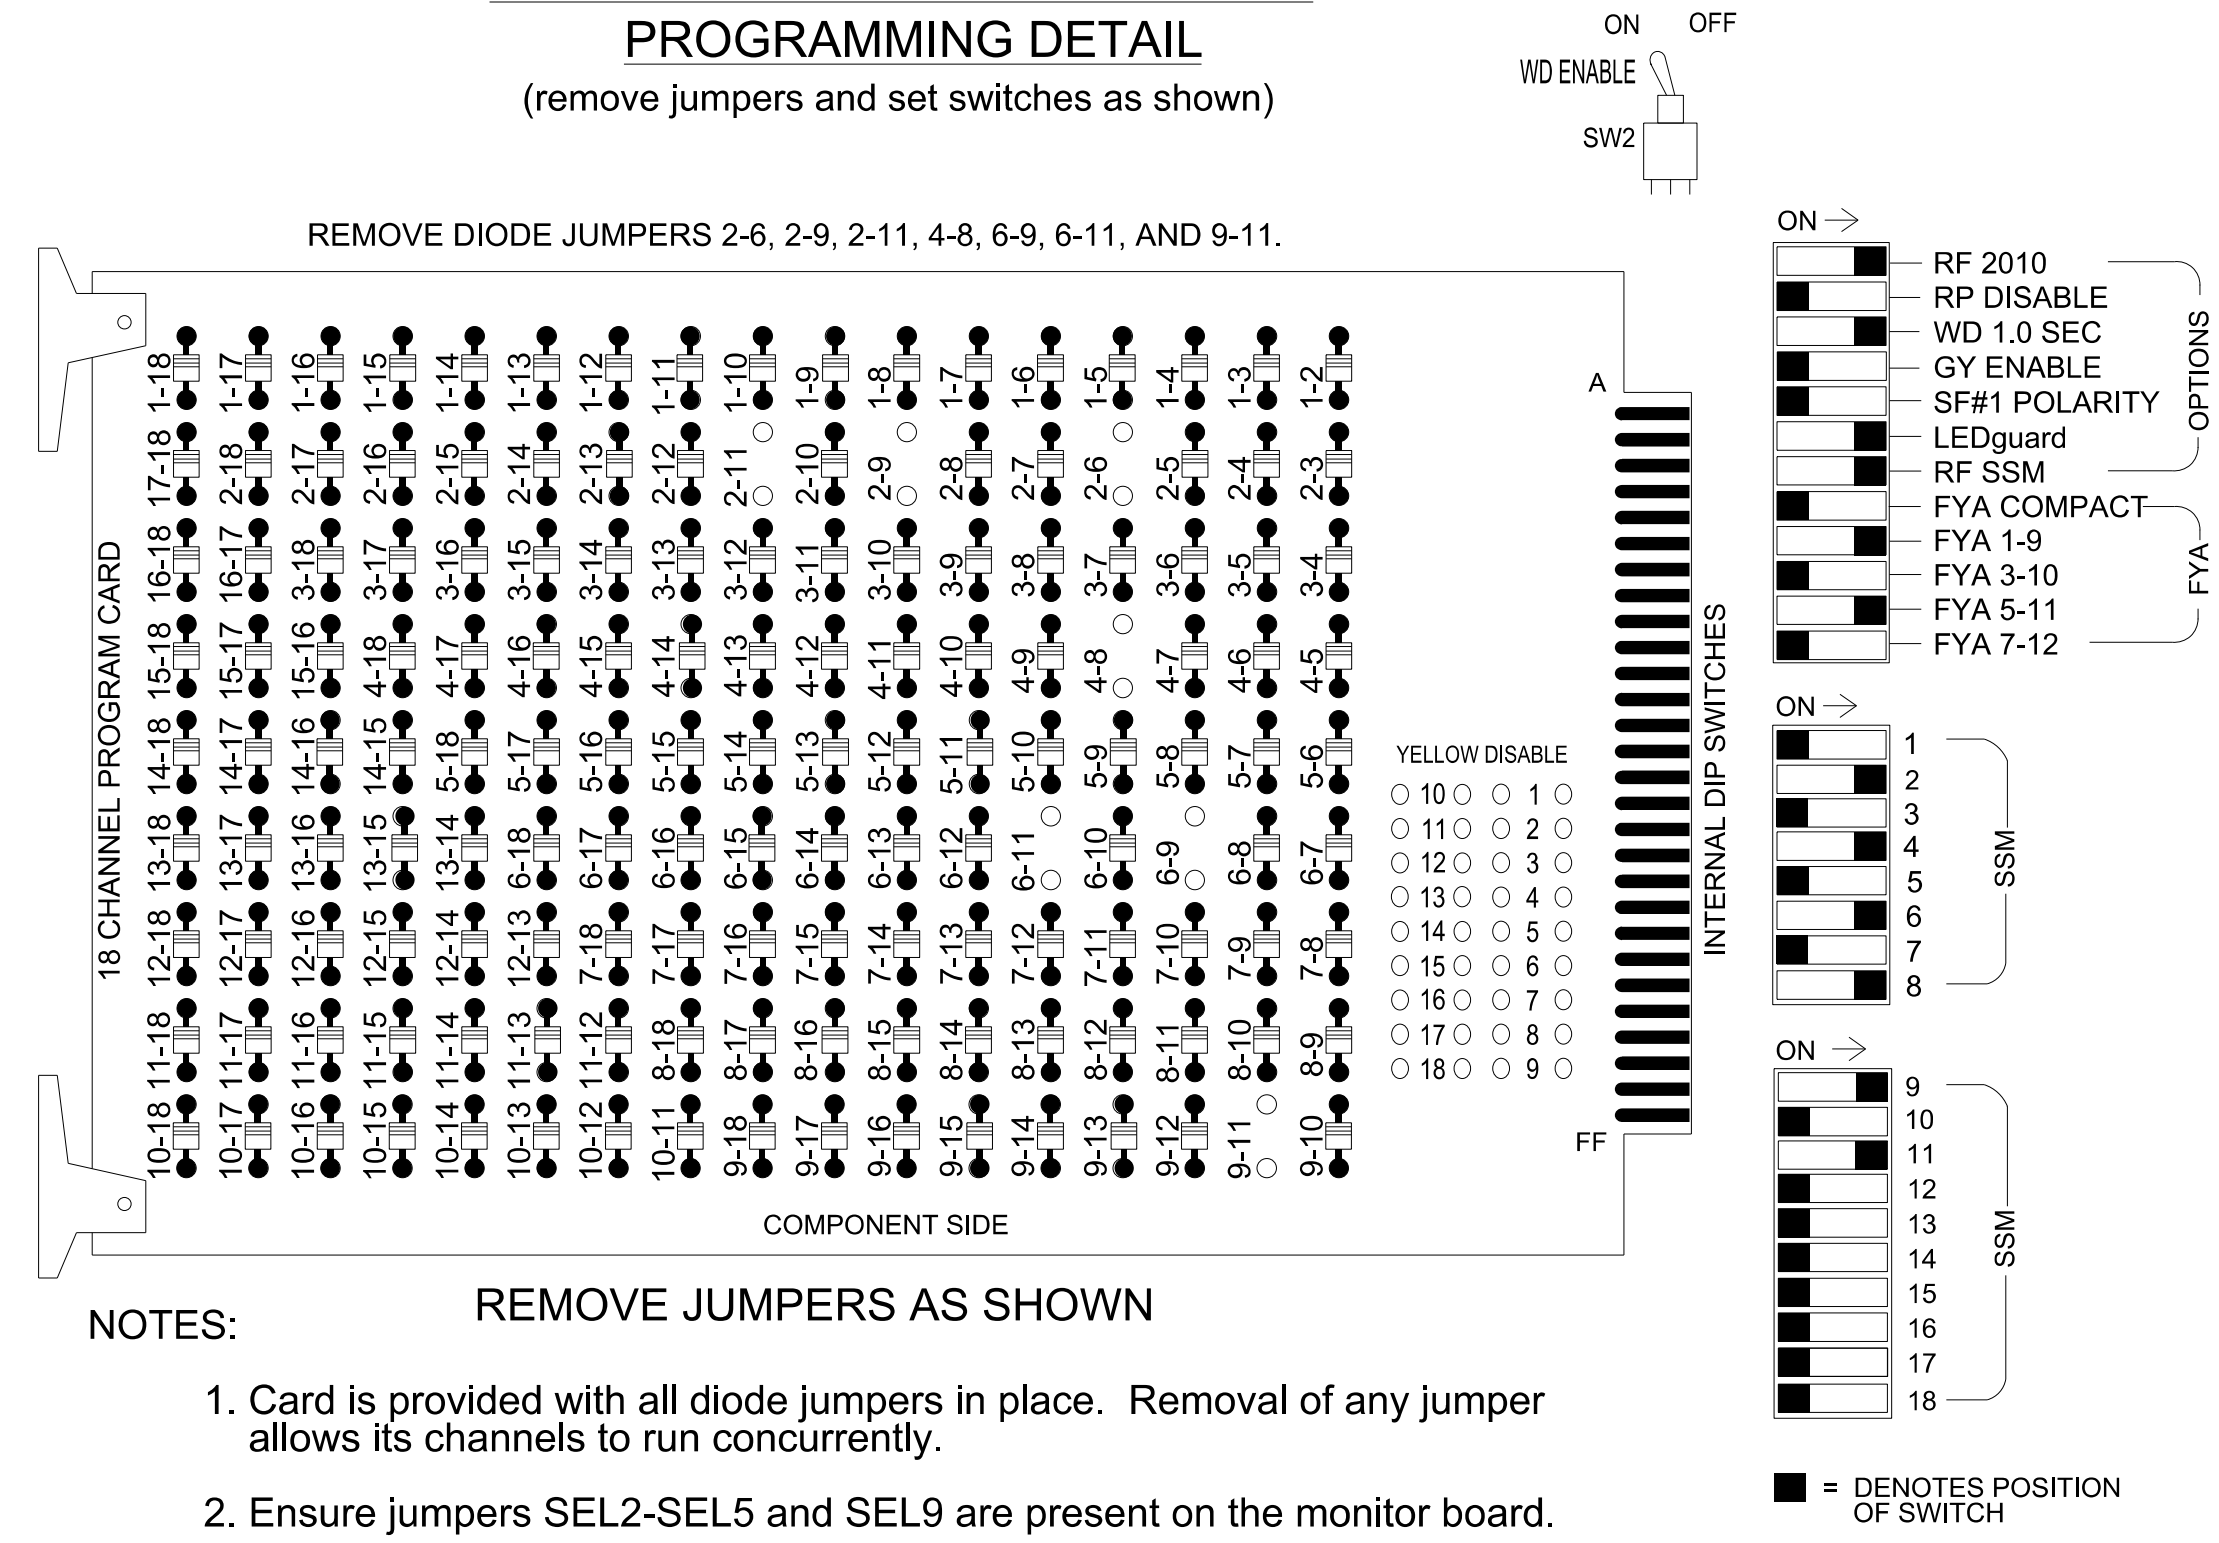 PROGRAMMING DETAIL
(remove jumpers and set switches as shown)
ON OFF
WD ENABLE
SW2
REMOVE DIODE JUMPERS 2-6, 2-9, 2-11, 4-8, 6-9, 6-11, AND 9-11.
18 CHANNEL PROGRAM CARD
1-18 1-17 1-16 1-15 1-14 1-13 1-12 1-11 1-10 1-9 1-8 1-7 1-6 1-5 1-4 1-3 1-2
17-18 2-18 2-17 2-16 2-15 2-14 2-13 2-12 2-11 2-10 2-9 2-8 2-7 2-6 2-5 2-4 2-3
16-18 16-17 3-18 3-17 3-16 3-15 3-14 3-13 3-12 3-11 3-10 3-9 3-8 3-7 3-6 3-5 3-4
15-18 15-17 15-16 4-18 4-17 4-16 4-15 4-14 4-13 4-12 4-11 4-10 4-9 4-8 4-7 4-6 4-5
14-18 14-17 14-16 14-15 5-18 5-17 5-16 5-15 5-14 5-13 5-12 5-11 5-10 5-9 5-8 5-7 5-6
13-18 13-17 13-16 13-15 13-14 6-18 6-17 6-16 6-15 6-14 6-13 6-12 6-11 6-10 6-9 6-8 6-7
12-18 12-17 12-16 12-15 12-14 12-13 7-18 7-17 7-16 7-15 7-14 7-13 7-12 7-11 7-10 7-9 7-8
11-18 11-17 11-16 11-15 11-14 11-13 11-12 8-18 8-17 8-16 8-15 8-14 8-13 8-12 8-11 8-10 8-9
10-18 10-17 10-16 10-15 10-14 10-13 10-12 10-11 9-18 9-17 9-16 9-15 9-14 9-13 9-12 9-11 9-10
YELLOW DISABLE
10 1
11 2
12 3
13 4
14 5
15 6
16 7
17 8
18 9
A
FF
COMPONENT SIDE
INTERNAL DIP SWITCHES
ON
RF 2010
RP DISABLE
WD 1.0 SEC
GY ENABLE
SF#1 POLARITY
LEDguard
RF SSM
OPTIONS
FYA COMPACT
FYA 1-9
FYA 3-10
FYA 5-11
FYA 7-12
FYA
ON
1
2
3
4
5
6
7
8
SSM
ON
9
10
11
12
13
14
15
16
17
18
SSM
= DENOTES POSITION
OF SWITCH
REMOVE JUMPERS AS SHOWN
NOTES:
1. Card is provided with all diode jumpers in place. Removal of any jumper
allows its channels to run concurrently.
2. Ensure jumpers SEL2-SEL5 and SEL9 are present on the monitor board.